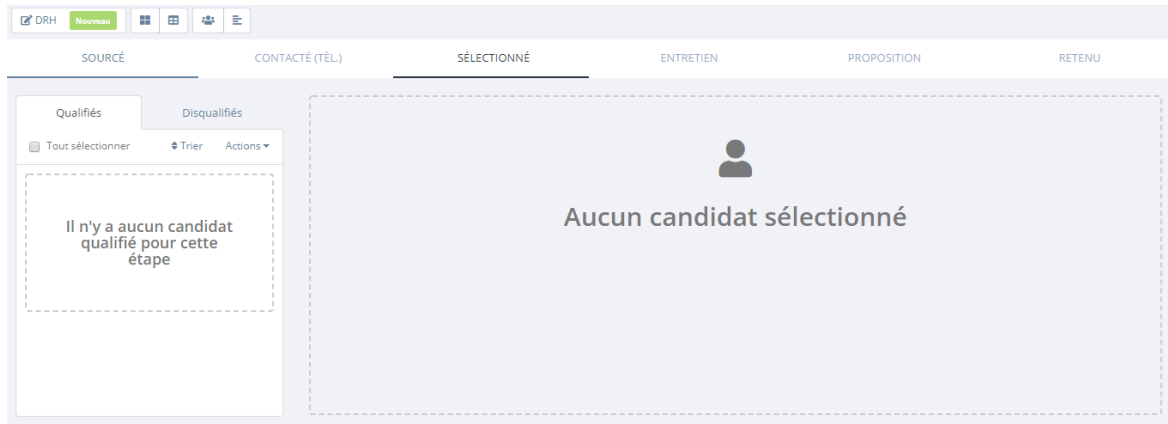 DRH Nouveau
SOURCÉ CONTACTÉ (TÈL.) SÉLECTIONNÉ ENTRETIEN PROPOSITION RETENU
Qualifiés Disqualifiés
Tout sélectionner Trier Actions
Il n'y a aucun candidat
qualifié pour cette
étape
Aucun candidat sélectionné